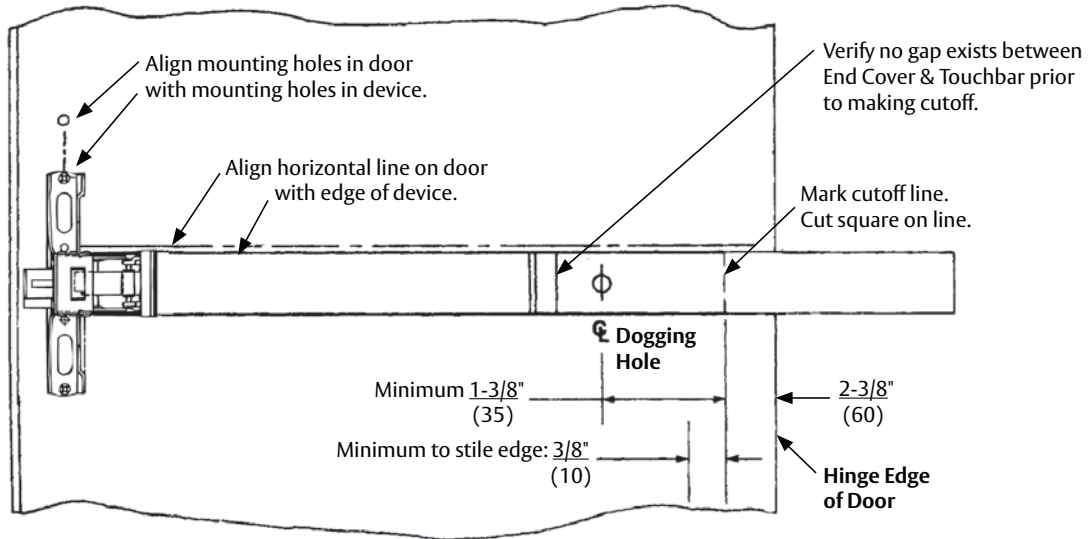 Align mounting holes in door
with mounting holes in device.
Verify no gap exists between
End Cover & Touchbar prior
to making cutoff.
Align horizontal line on door
with edge of device.
Mark cutoff line.
Cut square on line.
℄ Dogging
Hole
Minimum 1-3/8"
(35)
2-3/8"
(60)
Minimum to stile edge: 3/8"
(10)
Hinge Edge
of Door